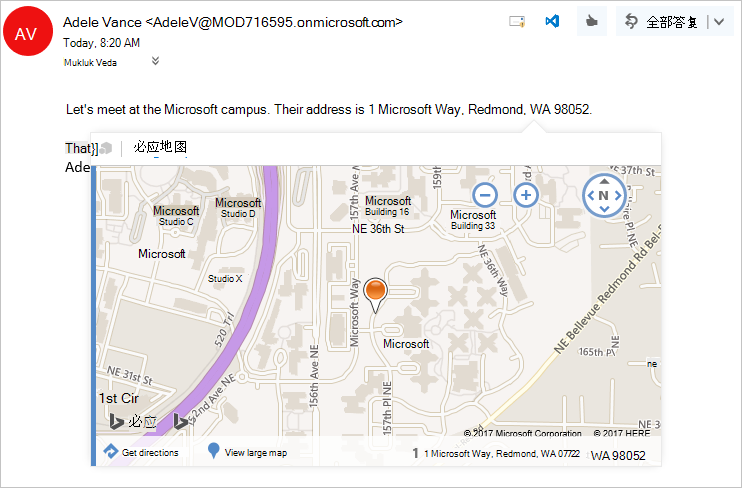 AV
Adele Vance <AdeleV@MOD716595.onmicrosoft.com>
全部答复
Today, 8:20 AM
Mukluk Veda
Let's meet at the Microsoft campus. Their address is 1 Microsoft Way, Redmond, WA 98052.
That}]
必应地图
Ade
NE 37th St
157th Ave NE
159th
Microsoft
Studio C
Microsoft
Studio D
Microsoft
Building 16
Microsoft
Building 33
N
NE 36th St
Microsoft
Studio X
NE 36th Way
Microsoft Way
520 Trl
NE Bellevue Redmond Rd
Bel-
Microsoft
165th Pl NE
ne
NE 31st St
1st Cir
156th Ave NE
157th Pl NE
152nd Ave NE
必应
© 2017 Microsoft Corporation
© 2017 HERE
Get directions
View large map
1 1 Microsoft Way, Redmond, WA 07722
WA 98052